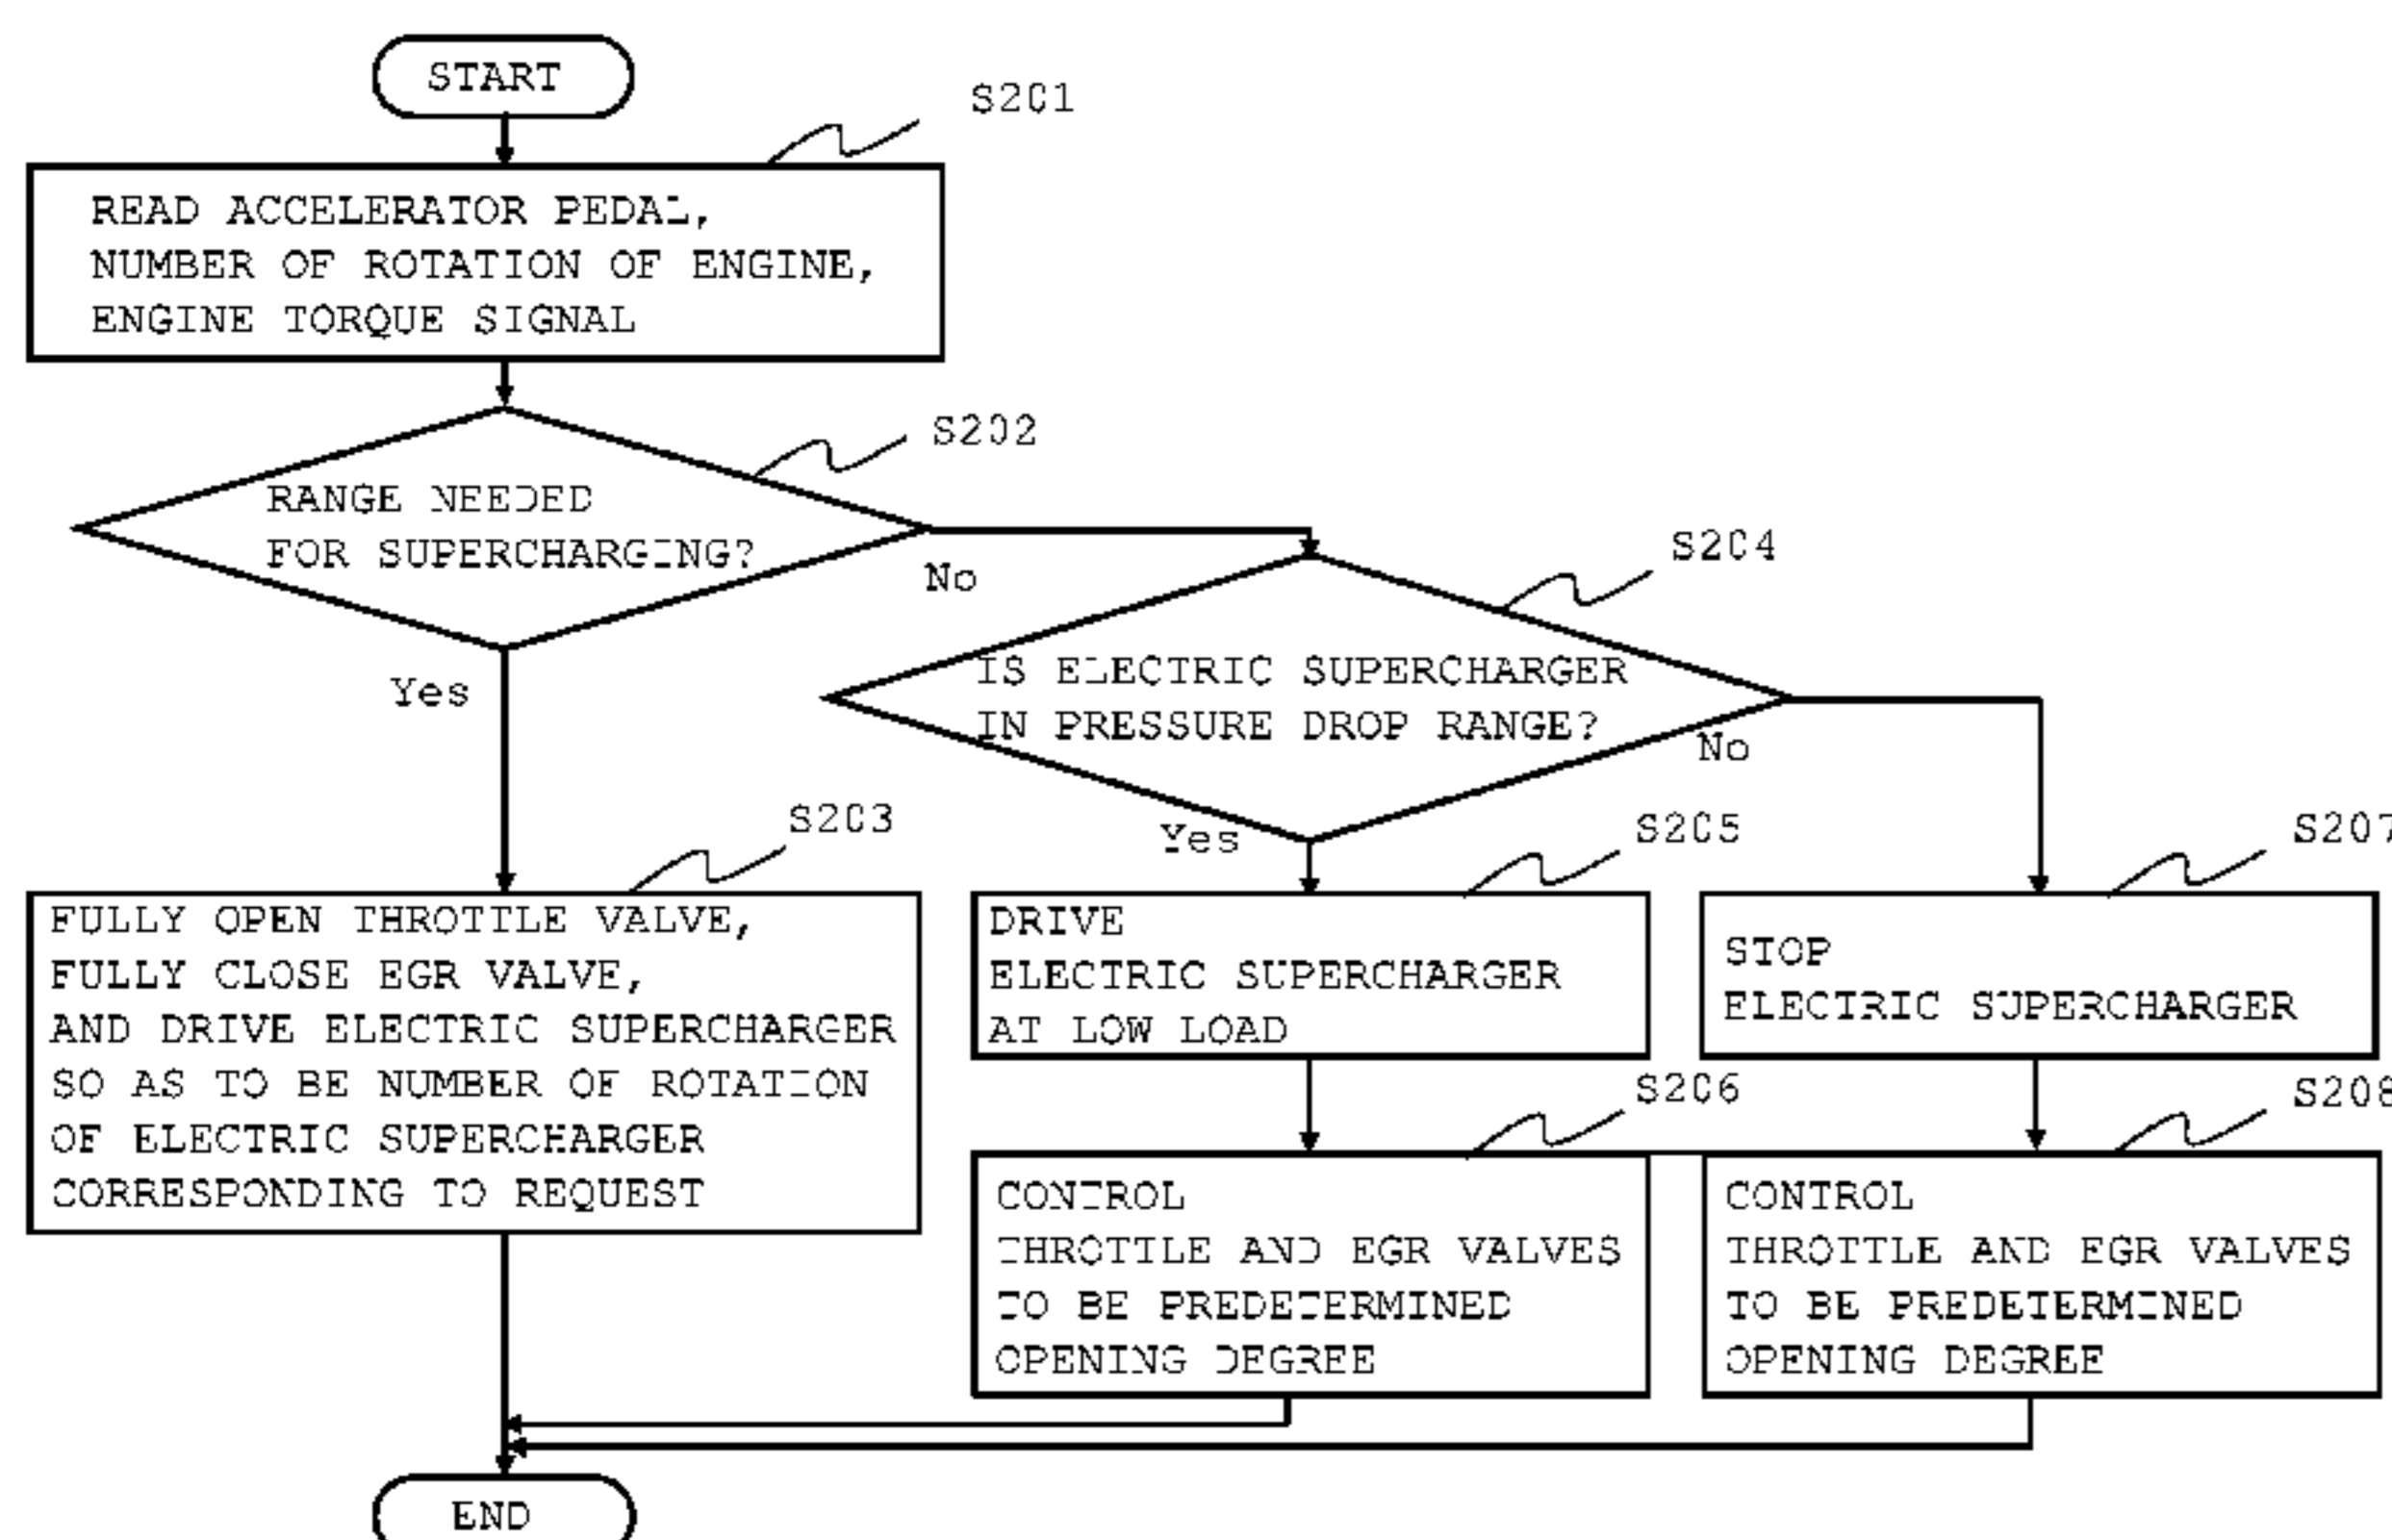 START
S201
READ ACCELERATOR PEDAL,
NUMBER OF ROTATION OF ENGINE,
ENGINE TORQUE SIGNAL
S202
RANGE NEEDED
FOR SUPERCHARGING?
No
Yes
S204
IS ELECTRIC SUPERCHARGER
IN PRESSURE DROP RANGE?
No
Yes
S203
FULLY OPEN THROTTLE VALVE,
FULLY CLOSE EGR VALVE,
AND DRIVE ELECTRIC SUPERCHARGER
SO AS TO BE NUMBER OF ROTATION
OF ELECTRIC SUPERCHARGER
CORRESPONDING TO REQUEST
S205
DRIVE
ELECTRIC SUPERCHARGER
AT LOW LOAD
S207
STOP
ELECTRIC SUPERCHARGER
S206
CONTROL
THROTTLE AND EGR VALVES
TO BE PREDETERMINED
OPENING DEGREE
S208
CONTROL
THROTTLE AND EGR VALVES
TO BE PREDETERMINED
OPENING DEGREE
END